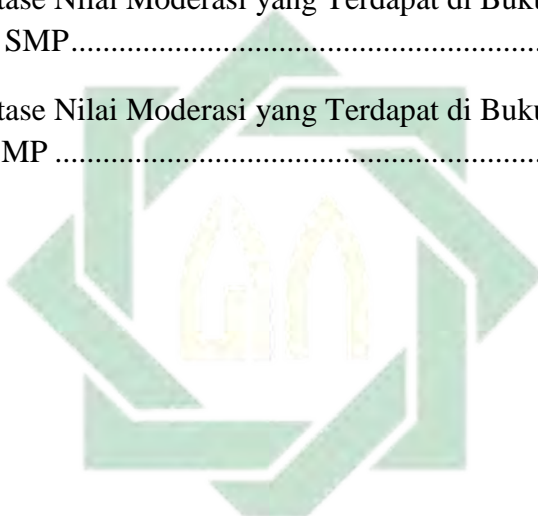 tase Nilai Moderasi yang Terdapat di Buku
SMP.......................................................................
tase Nilai Moderasi yang Terdapat di Buku
MP .........................................................................